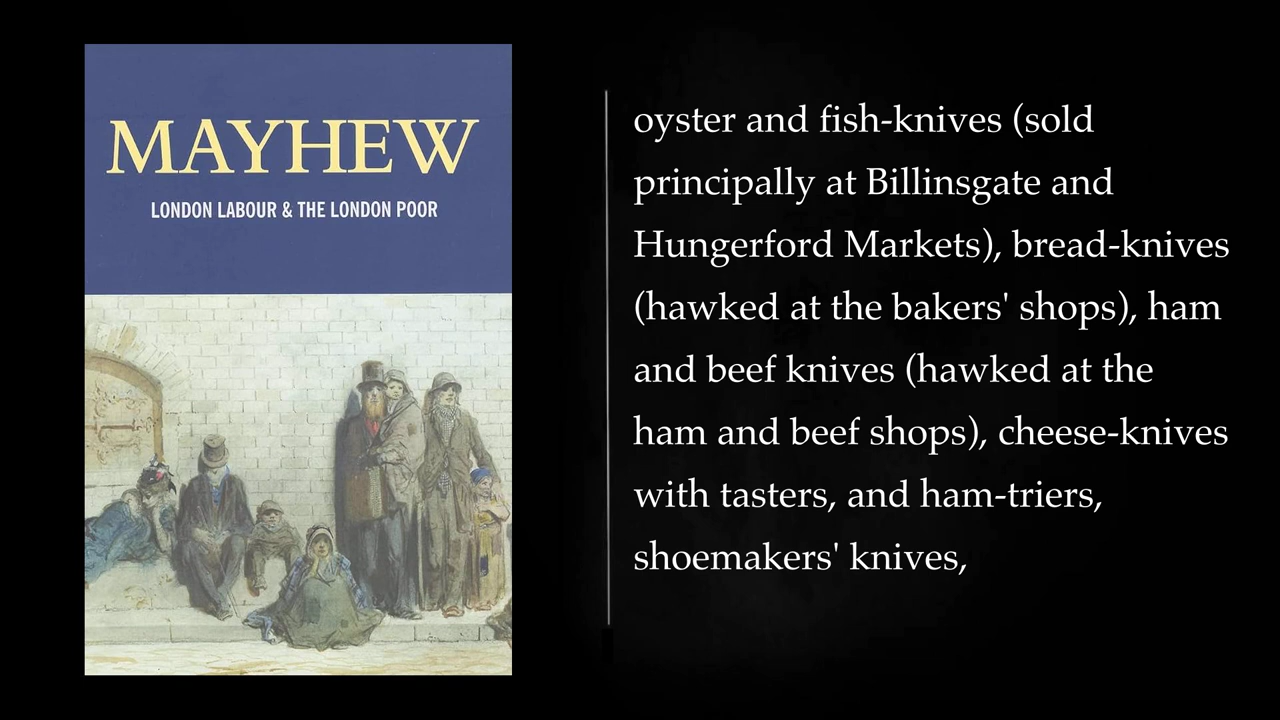 MAYHEW
LONDON LABOUR & THE LONDON POOR
oyster and fish-knives (sold
principally at Billinsgate and
Hungerford Markets), bread-knives
(hawked at the bakers' shops), ham
and beef knives (hawked at the
ham and beef shops), cheese-knives
with tasters, and ham-triers,
shoemakers' knives,